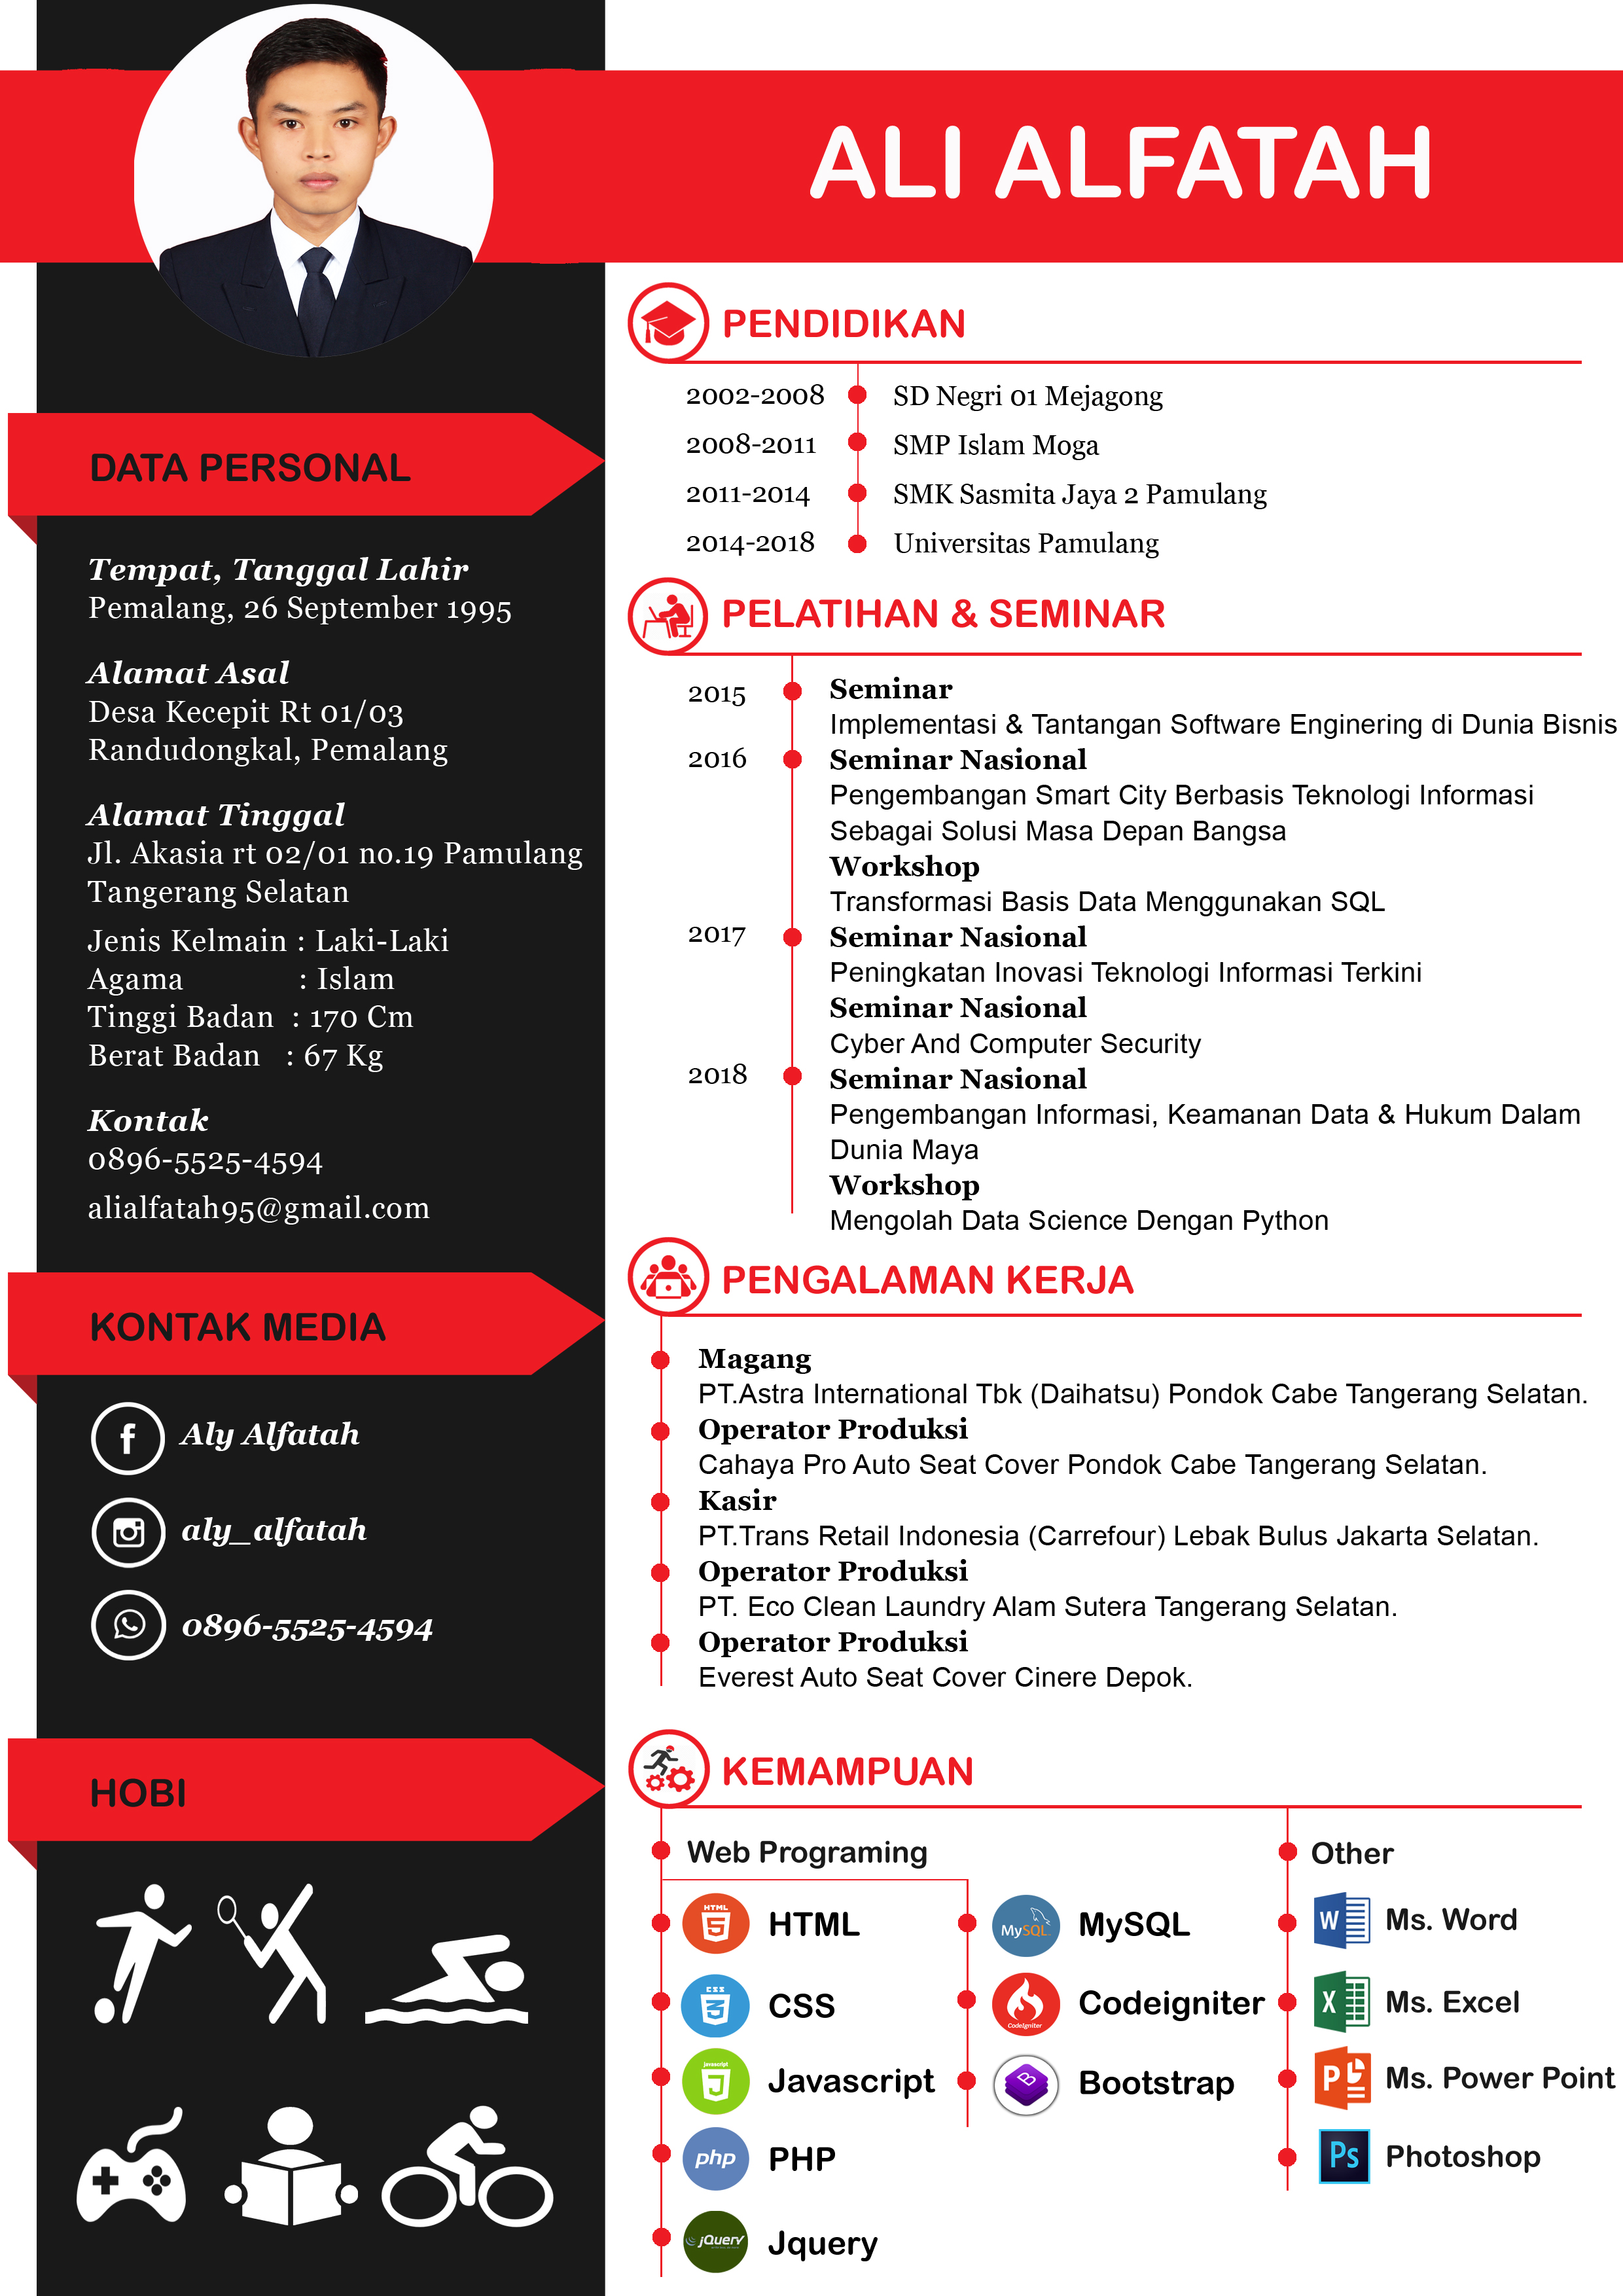 ALI ALFATAH
DATA PERSONAL
Tempat, Tanggal Lahir
Pemalang, 26 September 1995
Alamat Asal
Desa Kecepit Rt 01/03
Randudongkal, Pemalang
Alamat Tinggal
Jl. Akasia rt 02/01 no.19 Pamulang
Tangerang Selatan
Jenis Kelmain : Laki-Laki
Agama : Islam
Tinggi Badan : 170 Cm
Berat Badan : 67 Kg
Kontak
0896-5525-4594
alialfatah95@gmail.com
KONTAK MEDIA
f Aly Alfatah
aly_alfatah
0896-5525-4594
HOBI
PENDIDIKAN
2002-2008 SD Negri 01 Mejagong
2008-2011 SMP Islam Moga
2011-2014 SMK Sasmita Jaya 2 Pamulang
2014-2018 Universitas Pamulang
PELATIHAN & SEMINAR
2015 Seminar
Implementasi & Tantangan Software Enginering di Dunia Bisnis
2016 Seminar Nasional
Pengembangan Smart City Berbasis Teknologi Informasi
Sebagai Solusi Masa Depan Bangsa
Workshop
Transformasi Basis Data Menggunakan SQL
2017 Seminar Nasional
Peningkatan Inovasi Teknologi Informasi Terkini
Seminar Nasional
Cyber And Computer Security
2018 Seminar Nasional
Pengembangan Informasi, Keamanan Data & Hukum Dalam
Dunia Maya
Workshop
Mengolah Data Science Dengan Python
PENGALAMAN KERJA
Magang
PT.Astra International Tbk (Daihatsu) Pondok Cabe Tangerang Selatan.
Operator Produksi
Cahaya Pro Auto Seat Cover Pondok Cabe Tangerang Selatan.
Kasir
PT.Trans Retail Indonesia (Carrefour) Lebak Bulus Jakarta Selatan.
Operator Produksi
PT. Eco Clean Laundry Alam Sutera Tangerang Selatan.
Operator Produksi
Everest Auto Seat Cover Cinere Depok.
KEMAMPUAN
Web Programing
HTML 5 HTML
CSS 3 CSS
javascript J Javascript
php PHP
jQuery Jquery
MySQL MySQL
CodeIgniter Codeigniter
B Bootstrap
Other
W Ms. Word
X Ms. Excel
P Ms. Power Point
Ps Photoshop